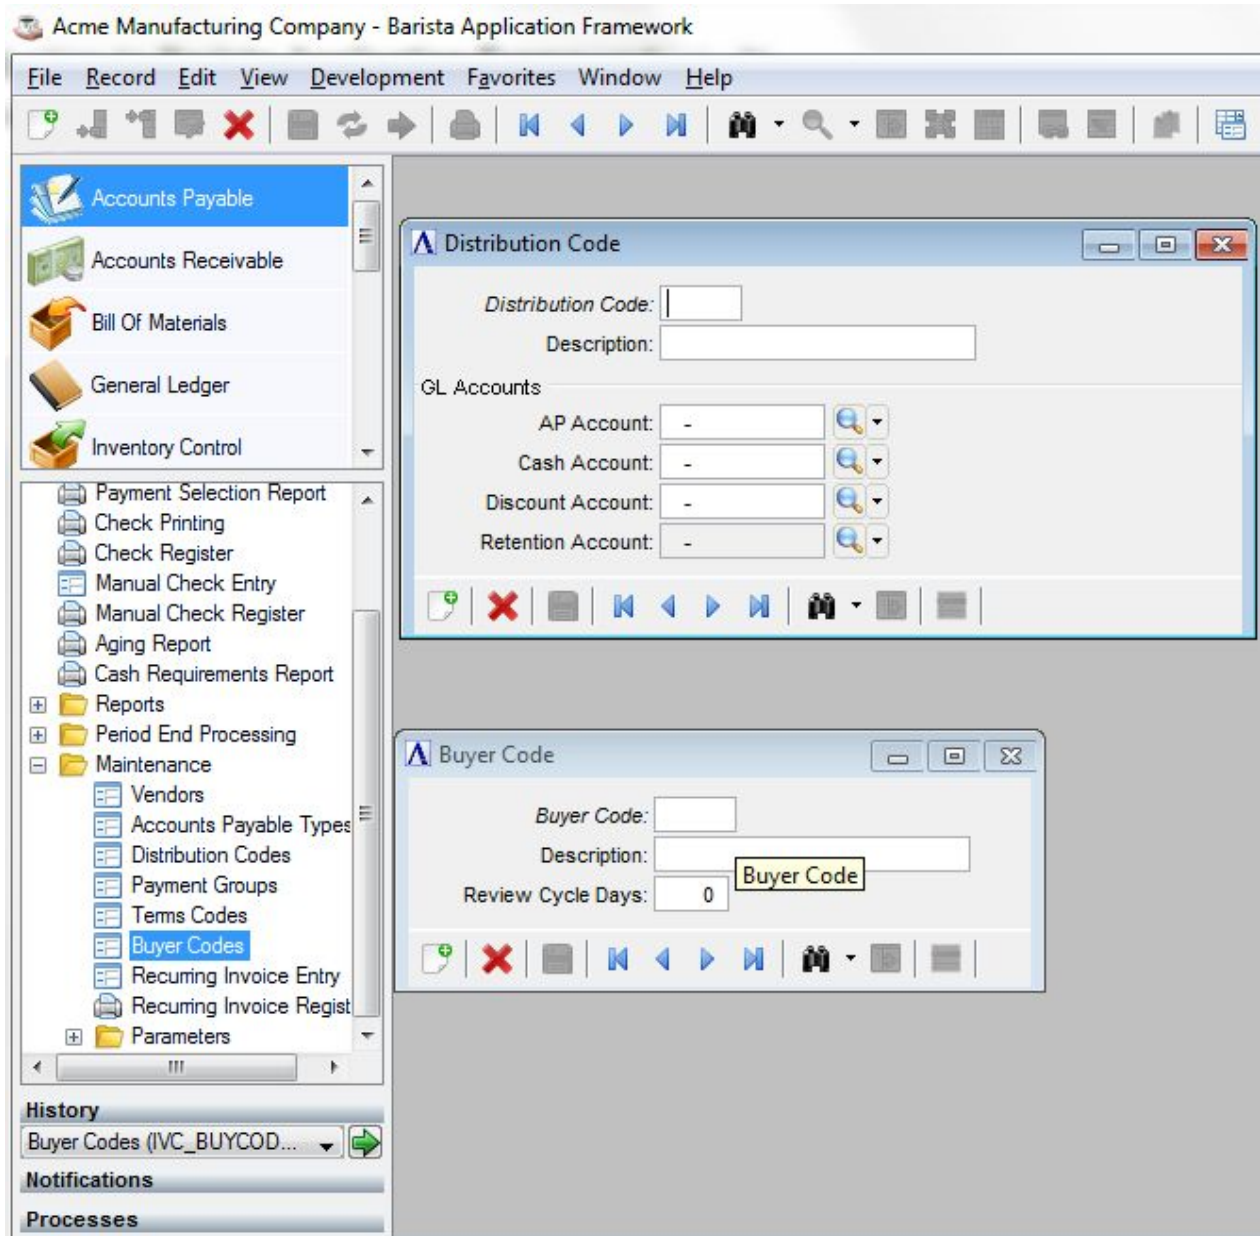 Acme Manufacturing Company - Barista Application Framework
File Record Edit View Development Favorites Window Help
Accounts Payable
Accounts Receivable
Bill Of Materials
General Ledger
Inventory Control
Payment Selection Report
Check Printing
Check Register
Manual Check Entry
Manual Check Register
Aging Report
Cash Requirements Report
Reports
Period End Processing
Maintenance
Vendors
Accounts Payable Types
Distribution Codes
Payment Groups
Terms Codes
Buyer Codes
Recurring Invoice Entry
Recurring Invoice Regist
Parameters
History
Buyer Codes (IVC_BUYCOD...
Notifications
Processes
Distribution Code
Distribution Code:
Description:
GL Accounts
AP Account: -
Cash Account: -
Discount Account: -
Retention Account: -
Buyer Code
Buyer Code:
Description:
Buyer Code
Review Cycle Days: 0